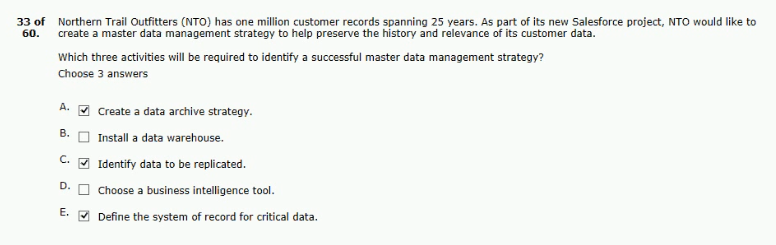 33 of Northern Trail Outfitters (NTO) has one million customer records spanning 25 years. As part of its new Salesforce project, NTO would like to
60. create a master data management strategy to help preserve the history and relevance of its customer data.
Which three activities will be required to identify a successful master data management strategy?
Choose 3 answers
A. Create a data archive strategy.
B. Install a data warehouse.
C. Identify data to be replicated.
D. Choose a business intelligence tool.
E. Define the system of record for critical data.